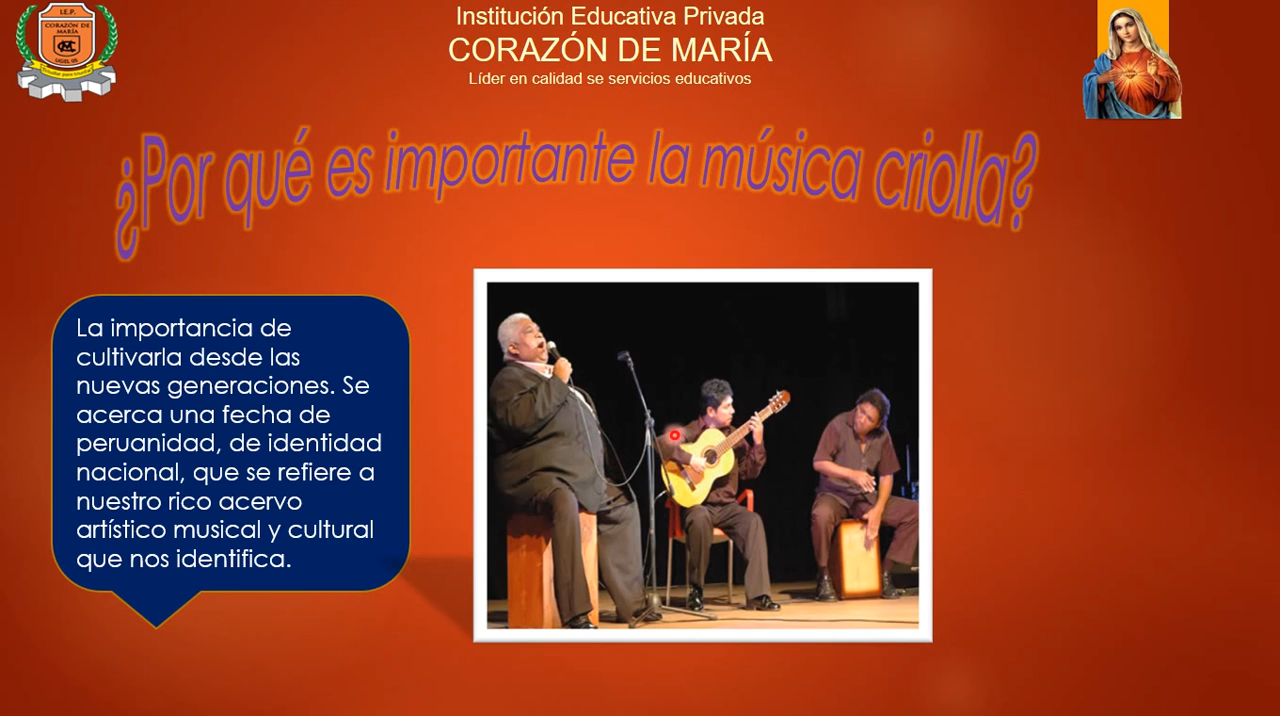 I.E.P.
CORAZÓN DE
MARÍA
Institución Educativa Privada
CORAZÓN DE MARÍA
Líder en calidad se servicios educativos
¿Por qué es importante la música criolla?
La importancia de
cultivarla desde las
nuevas generaciones. Se
acerca una fecha de
peruanidad, de identidad
nacional, que se refiere a
nuestro rico acervo
artístico musical y cultural
que nos identifica.